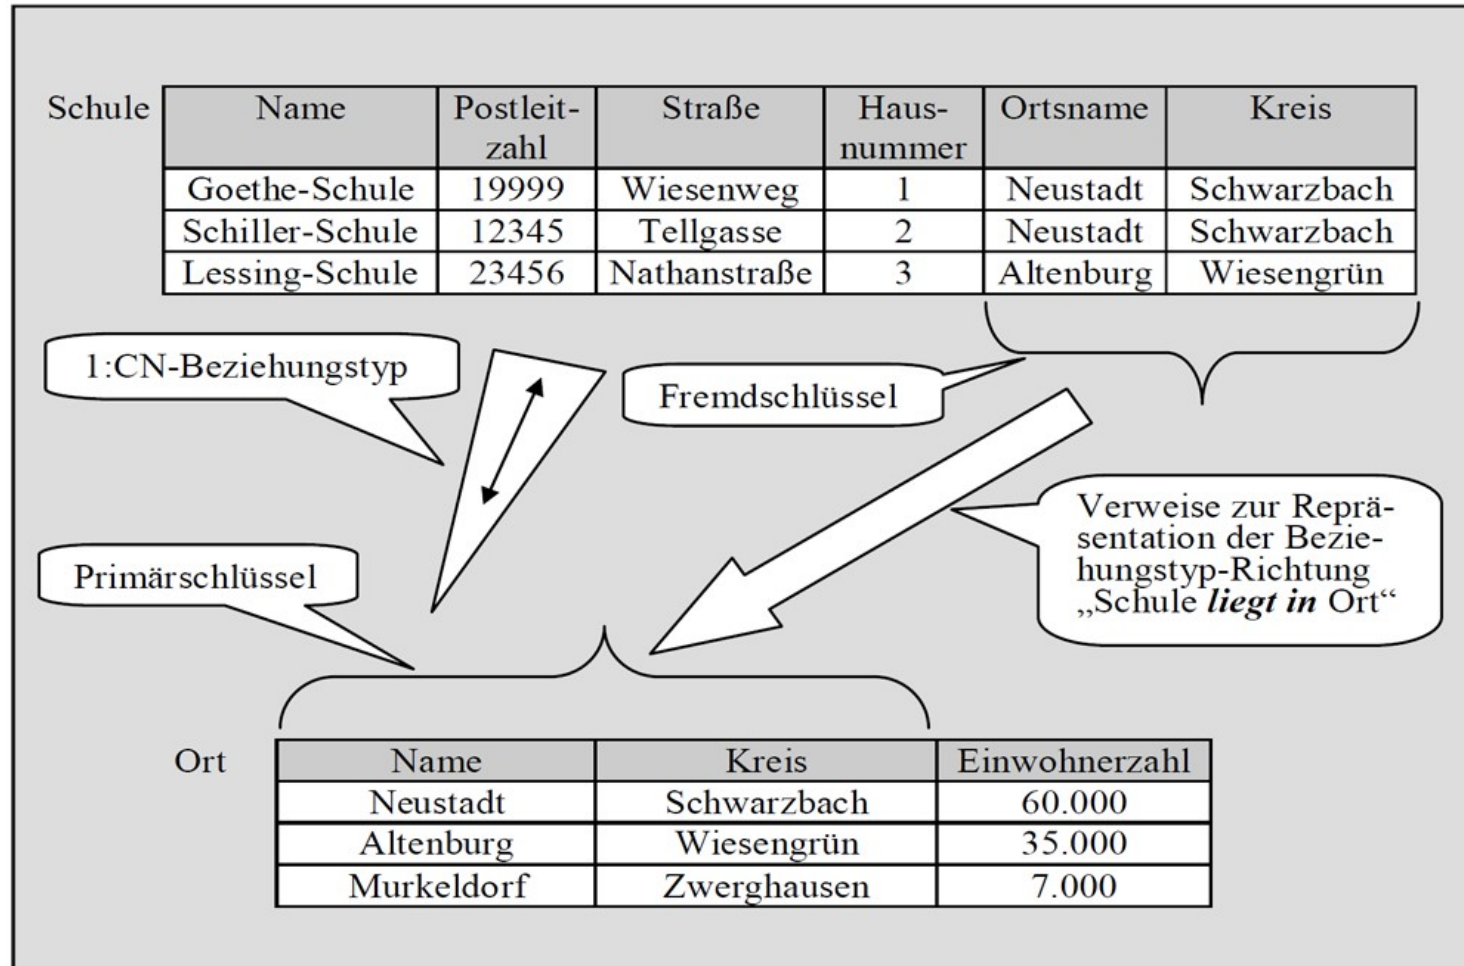 Schule Name Postleit- Straße Haus- Ortsname Kreis
zahl nummer
Goethe-Schule 19999 Wiesenweg 1 Neustadt Schwarzbach
Schiller-Schule 12345 Tellgasse 2 Neustadt Schwarzbach
Lessing-Schule 23456 Nathanstraße 3 Altenburg Wiesengrün
1:CN-Beziehungstyp
Fremdschlüssel
Verweise zur Reprä-
sentation der Bezie-
hungstyp-Richtung
„Schule liegt in Ort“
Primärschlüssel
Ort Name Kreis Einwohnerzahl
Neustadt Schwarzbach 60.000
Altenburg Wiesengrün 35.000
Murkeldorf Zwerghausen 7.000